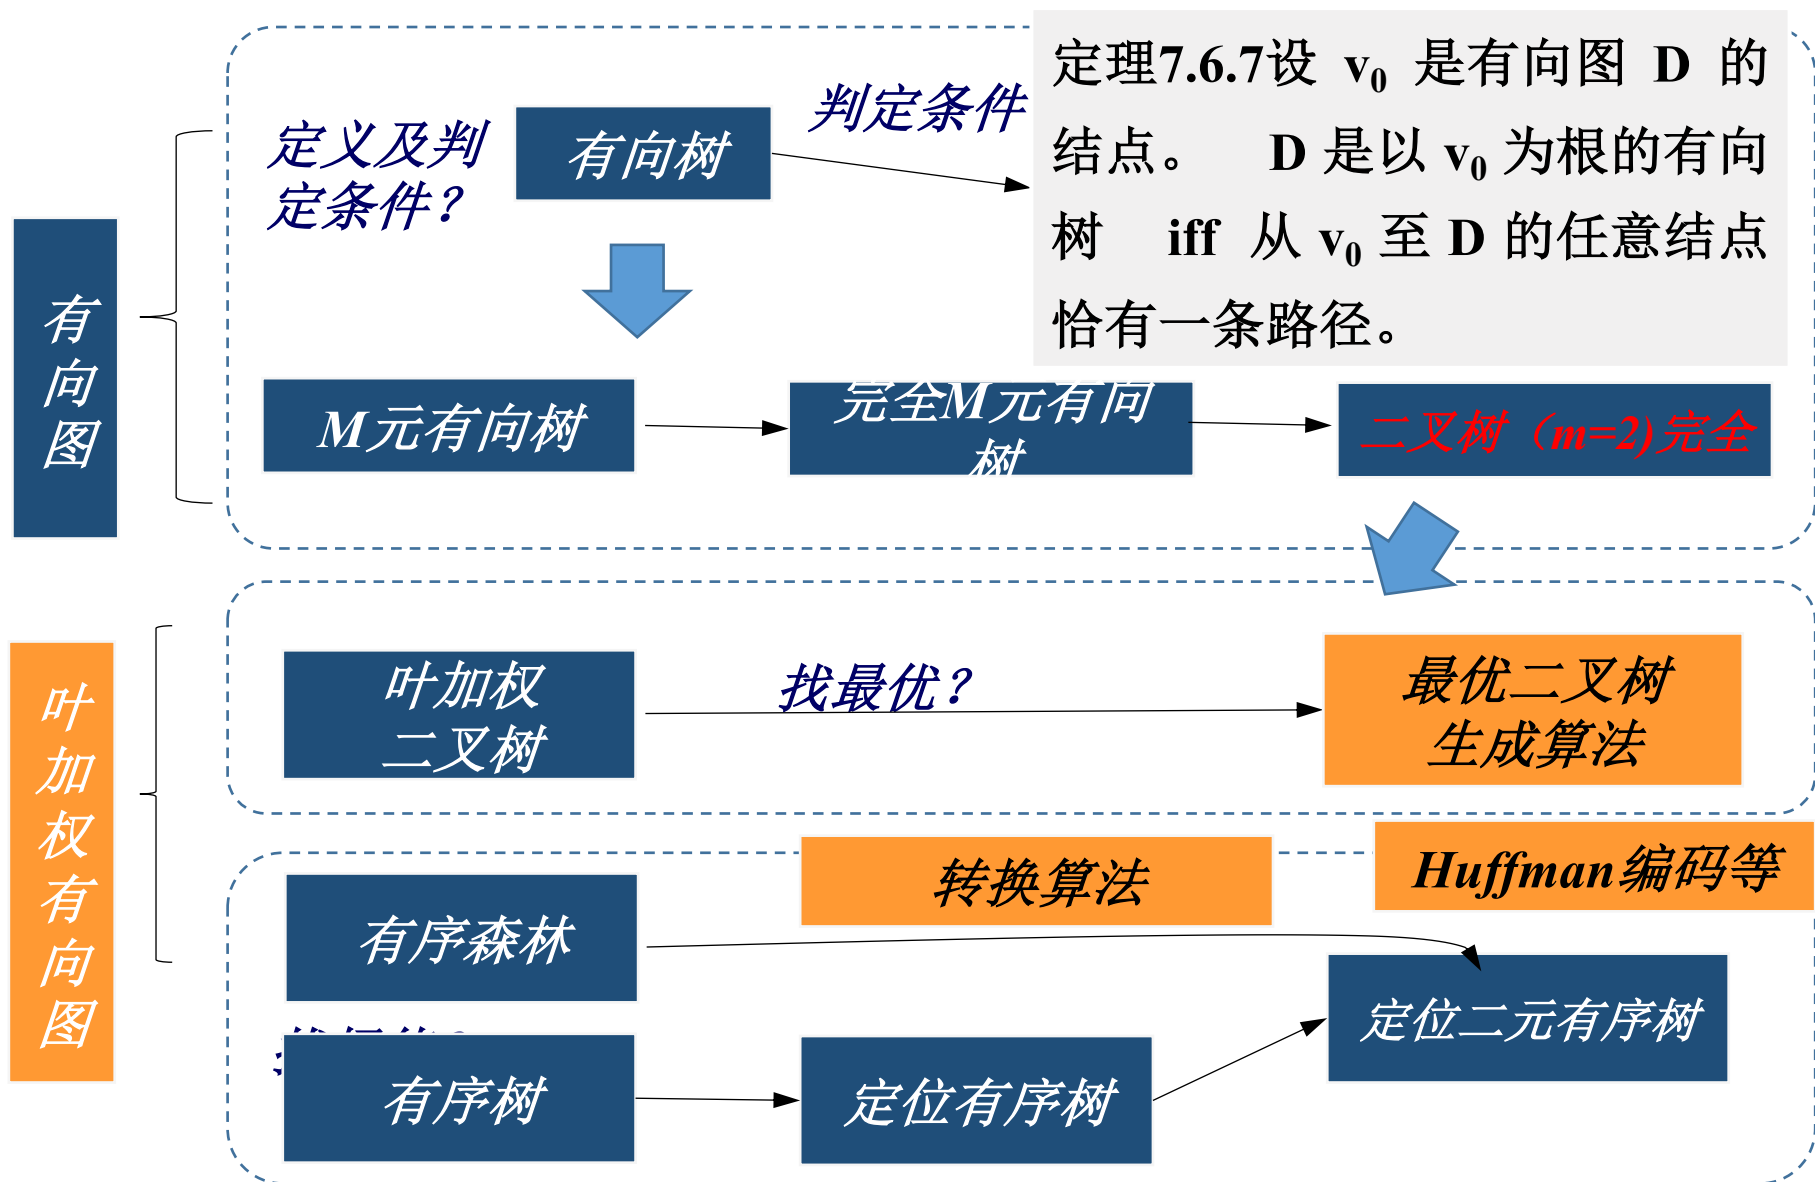 有向图
定义及判
定条件？
有向树
判定条件
定理7.6.7设 v₀ 是有向图 D 的
结点。 D 是以 v₀ 为根的有向
树 iff 从 v₀ 至 D 的任意结点
恰有一条路径。
M元有向树
完全M元有向
树
二叉树（m=2)完全
叶加权有向图
叶加权
二叉树
找最优？
最优二叉树
生成算法
转换算法
Huffman编码等
有序森林
定位二元有序树
有序树
定位有序树